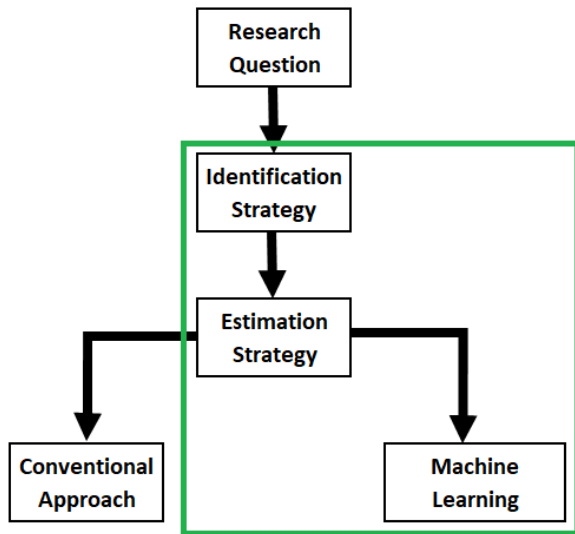 Research
Question
Identification
Strategy
Estimation
Strategy
Conventional
Approach
Machine
Learning